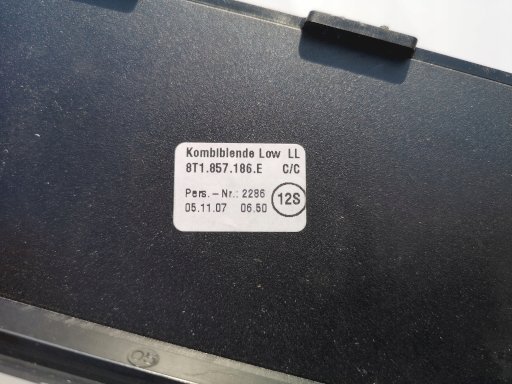 Kombiblende Low LL
8T1.857.186.E C/C
Pers.-Nr.: 2286
05.11.07 06.50
12S